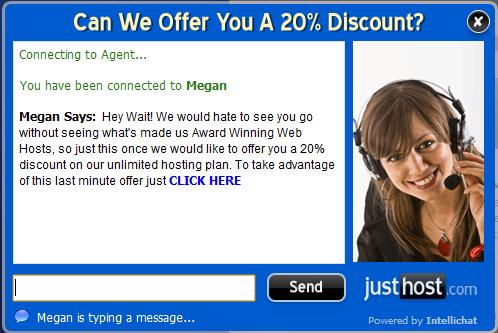 Can We Offer You A 20% Discount?
Connecting to Agent...
You have been connected to Megan
Megan Says: Hey Wait! We would hate to see you go
without seeing what's made us Award Winning Web
Hosts, so just this once we would like to offer you a 20%
discount on our unlimited hosting plan. To take advantage
of this last minute offer just CLICK HERE
Send
justhost.com
Megan is typing a message...
Powered by Intellichat